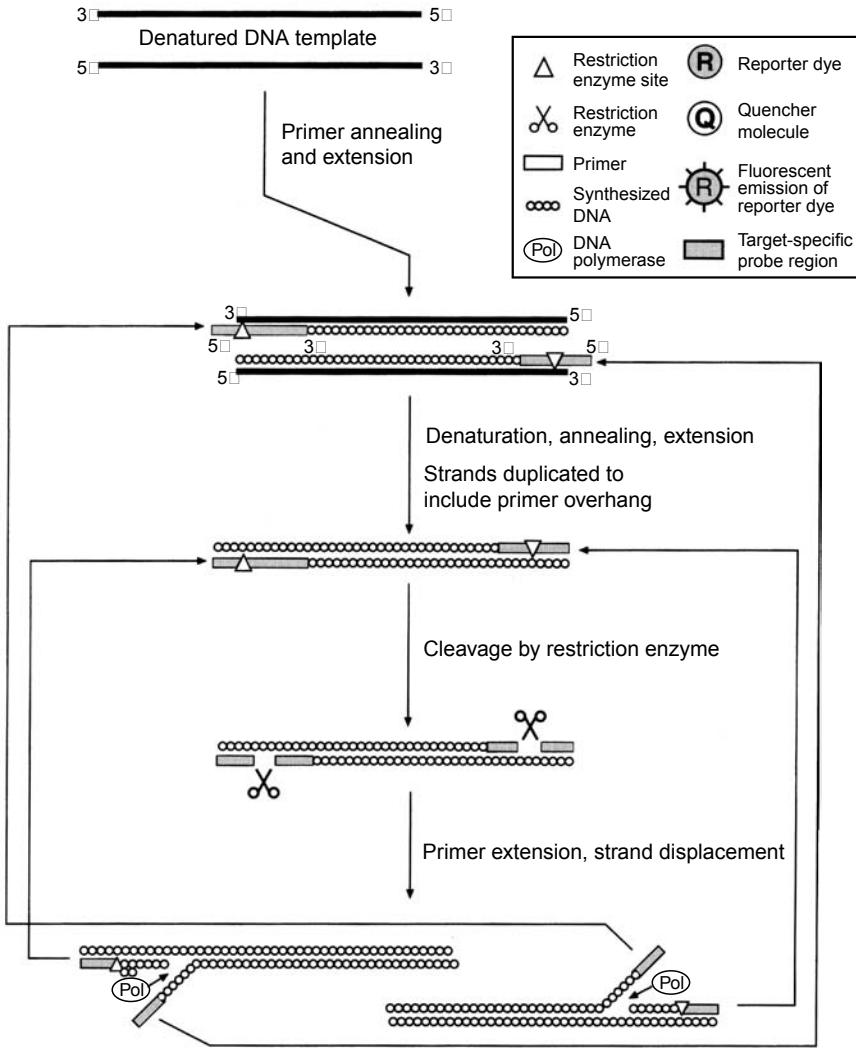 3□ 5□
Denatured DNA template
5□ 3□
Primer annealing
and extension
Restriction
enzyme site
R
Reporter dye
Restriction
enzyme
Q
Quencher
molecule
Primer
R
Fluorescent
emission of
reporter dye
Synthesized
DNA
Pol
DNA
polymerase
Target-specific
probe region
3□ 5□
5□ 3□ 3□ 5□
5□ 3□
Denaturation, annealing, extension
Strands duplicated to
include primer overhang
Cleavage by restriction enzyme
Primer extension, strand displacement
Pol
Pol